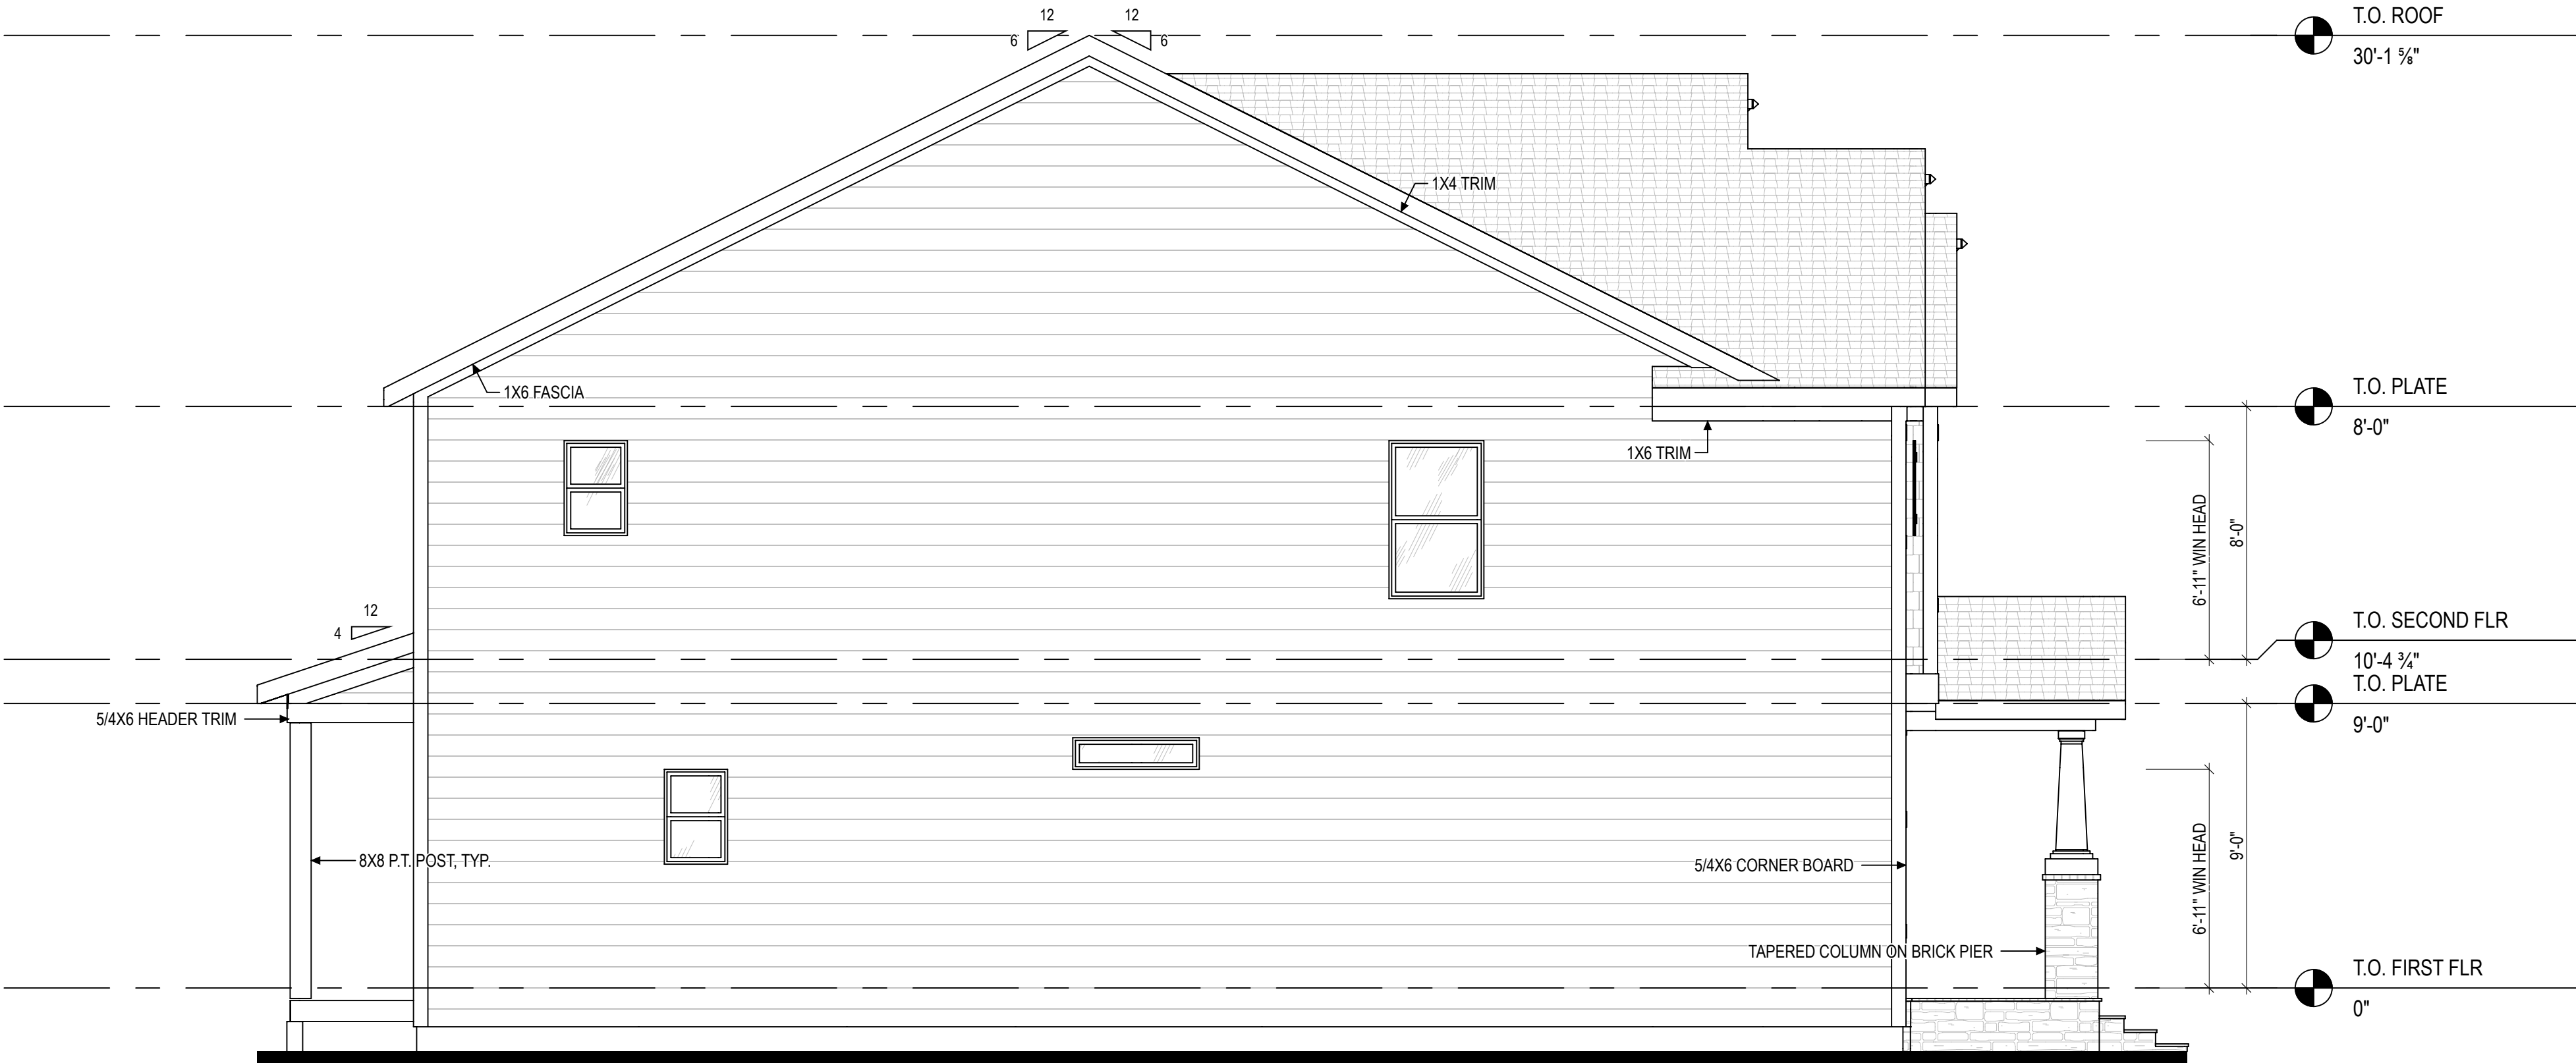 12
12
6
6
T.O. ROOF
30'-1 ⅝"
1X4 TRIM
1X6 FASCIA
T.O. PLATE
8'-0"
1X6 TRIM
6'-11" WIN HEAD
8'-0"
12
4
T.O. SECOND FLR
10'-4 ¾"
T.O. PLATE
9'-0"
5/4X6 HEADER TRIM
8X8 P.T. POST, TYP.
5/4X6 CORNER BOARD
6'-11" WIN HEAD
9'-0"
TAPERED COLUMN ON BRICK PIER
T.O. FIRST FLR
0"